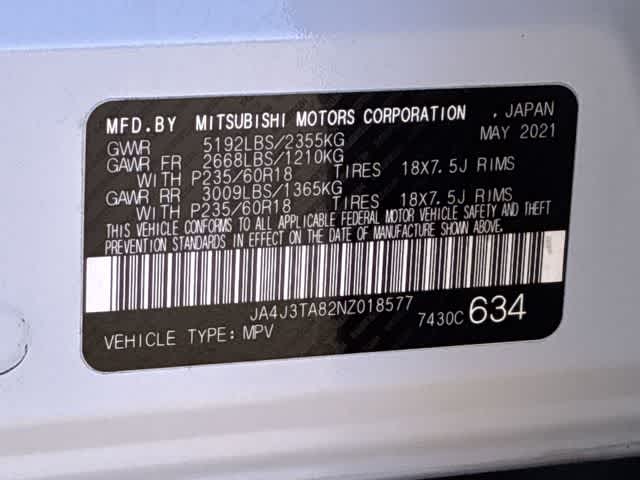 MFD.BY MITSUBISHI MOTORS CORPORATION , JAPAN
GVWR 5192LBS/2355KG MAY 2021
GAWR FR 2668LBS/1210KG
WITH P235/60R18 TIRES 18X7.5J RIMS
GAWR RR 3009LBS/1365KG
WITH P235/60R18 TIRES 18X7.5J RIMS
THIS VEHICLE CONFORMS TO ALL APPLICABLE FEDERAL MOTOR VEHICLE SAFETY AND THEFT
PREVENTION STANDARDS IN EFFECT ON THE DATE OF MANUFACTURE SHOWN ABOVE.
JA4J3TA82NZ018577
VEHICLE TYPE: MPV 7430C 634